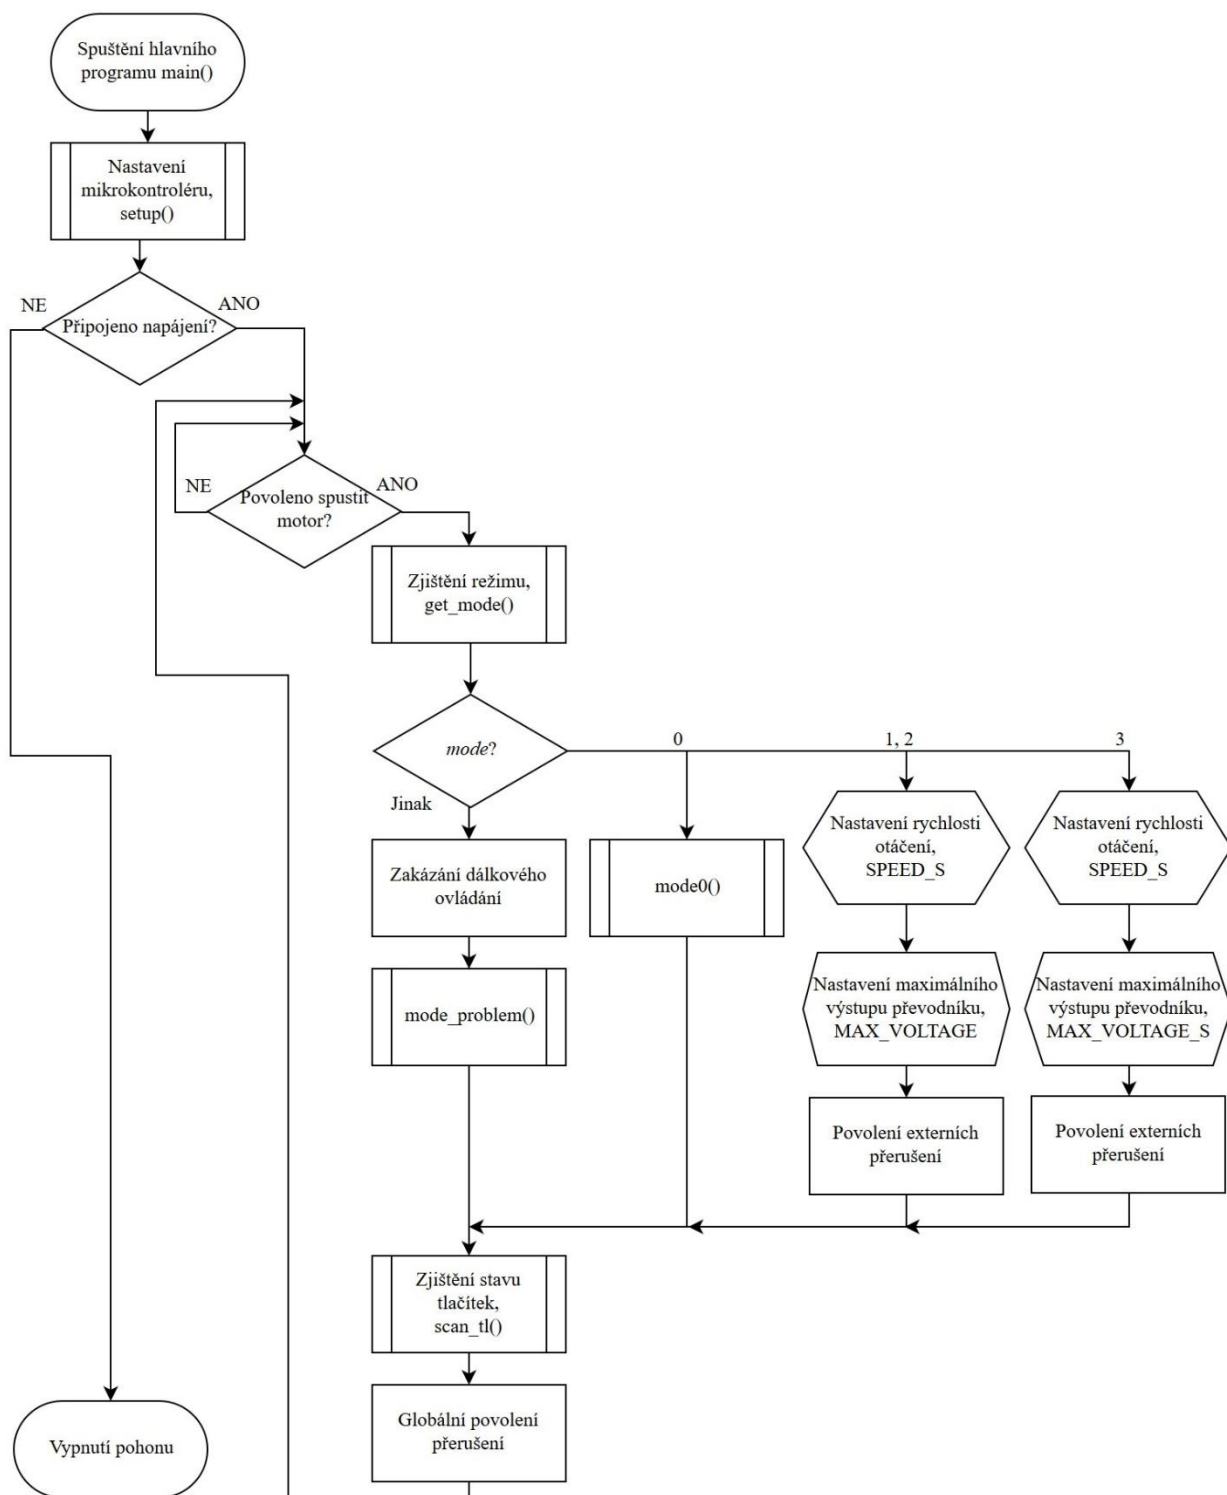 Spuštění hlavního
programu main()
Nastavení
mikrokontroléru,
setup()
NE
ANO
Připojeno napájení?
NE
ANO
Povoleno spustit
motor?
Zjištění režimu,
get_mode()
mode?
0
1, 2
3
Jinak
Zakázání dálkového
ovládání
mode_problem()
mode0()
Nastavení rychlosti
otáčení,
SPEED_S
Nastavení maximálního
výstupu převodníku,
MAX_VOLTAGE
Povolení externích
přerušení
Nastavení rychlosti
otáčení,
SPEED_S
Nastavení maximálního
výstupu převodníku,
MAX_VOLTAGE_S
Povolení externích
přerušení
Zjištění stavu
tlačítek,
scan_tl()
Globální povolení
přerušení
Vypnutí pohonu